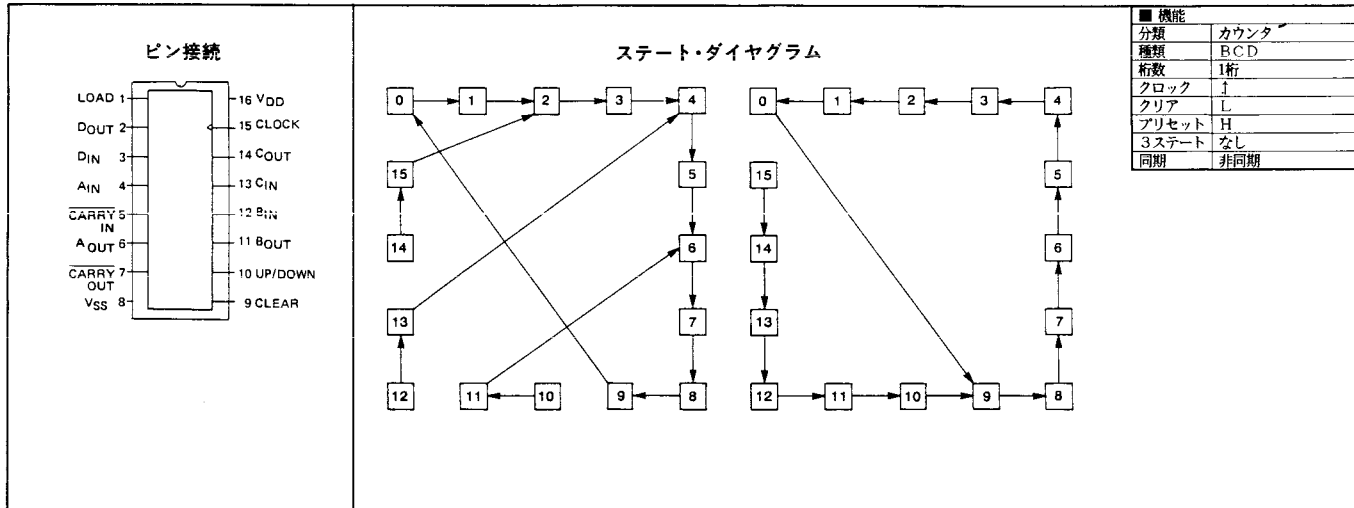 ピン接続
LOAD 1
DOUT 2
DIN 3
AIN 4
CARRY IN 5
AOUT 6
CARRY OUT 7
VSS 8
16 VDD
15 CLOCK
14 COUT
13 CIN
12 BIN
11 BOUT
10 UP/DOWN
9 CLEAR
ステート・ダイヤグラム
0 1 2 3 4
15 5
14 6
13 7
12 11 10 9 8
0 1 2 3 4
15 5
14 6
13 7
12 11 10 9 8
■ 機能
分類 カウンタ
種類 BCD
桁数 1桁
クロック ↑
クリア L
プリセット H
3ステート なし
同期 非同期